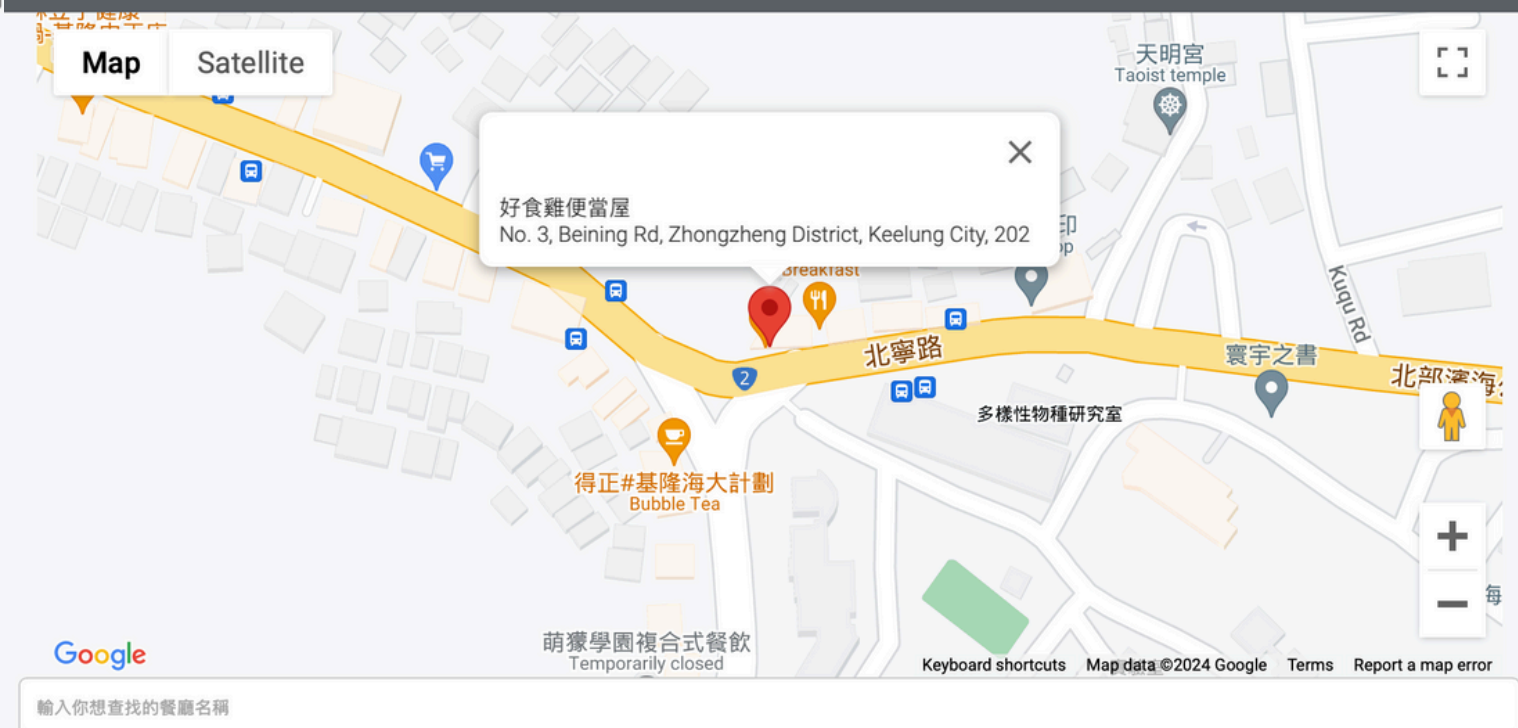 Map
Satellite
天明宮
Taoist temple
好食雞便當屋
No. 3, Beining Rd, Zhongzheng District, Keelung City, 202
印
Breakfast
Kuqu Rd
北寧路
寰宇之書
2
北部濱海
多樣性物種研究室
得正#基隆海大計劃
Bubble Tea
海
萌獴學園複合式餐飲
Temporarily closed
Google
Keyboard shortcuts
Map data ©2024 Google
Terms
Report a map error
輸入你想查找的餐廳名稱